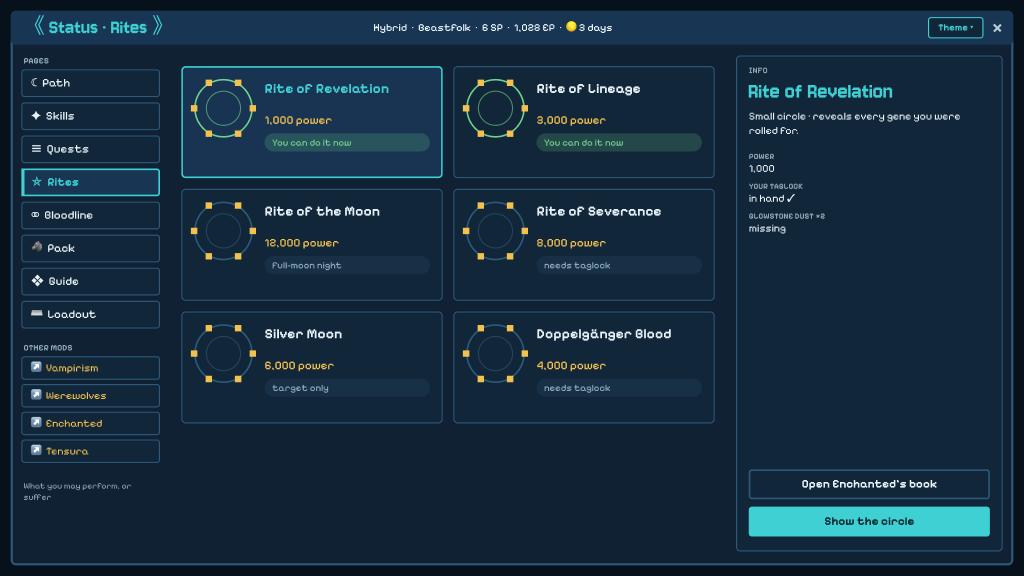 《 Status · Rites 》
Hybrid · Beastfolk · 6 SP · 1,028 EP · 3 days
Theme
×
PAGES
Path
Skills
Quests
Rites
Bloodline
Pack
Guide
Loadout
OTHER MODS
Vampirism
Werewolves
Enchanted
Tensura
What you may perform, or
suffer
Rite of Revelation
1,000 power
You can do it now
Rite of Lineage
3,000 power
You can do it now
Rite of the Moon
12,000 power
Full-moon night
Rite of Severance
8,000 power
needs taglock
Silver Moon
6,000 power
target only
Doppelgänger Blood
4,000 power
needs taglock
INFO
Rite of Revelation
Small circle · reveals every gene you were
rolled for.
POWER
1,000
YOUR TAGLOCK
in hand ✓
GLOWSTONE DUST ×2
missing
Open Enchanted's book
Show the circle